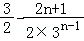 3/2 - (2n+1)/(2×3^(n−1))